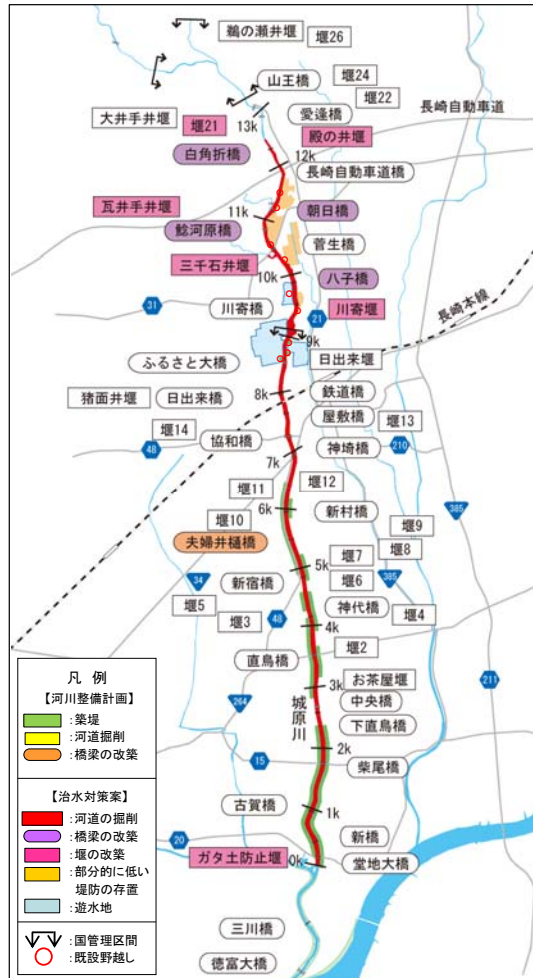 鵜の瀬井堰
堰26
山王橋
堰24
堰22
大井手井堰
13k
愛逢橋
長崎自動車道
堰21
殿の井堰
白角折橋
12k
長崎自動車道橋
瓦井手井堰
11k
朝日橋
鯰河原橋
菅生橋
三千石井堰
10k
八子橋
31
川寄橋
21
川寄堰
長崎本線
9k
ふるさと大橋
日出来堰
猪面井堰
日出来橋
8k
鉄道橋
屋敷橋
堰14
堰13
48
協和橋
神埼橋
210
7k
堰11
堰12
385
6k
新村橋
堰10
堰9
夫婦井樋橋
堰8
5k
堰7
34
新宿橋
堰6
385
堰5
堰3
48
神代橋
堰4
4k
直鳥橋
堰2
3k
お茶屋堰
211
264
城原川
中央橋
下直鳥橋
2k
15
柴尾橋
古賀橋
1k
20
新橋
ガタ土防止堰
0k
堂地大橋
三川橋
徳富大橋
凡 例
【河川整備計画】
:築堤
:河道掘削
:橋梁の改築
【治水対策案】
:河道の掘削
:橋梁の改築
:堰の改築
:部分的に低い
堤防の存置
:遊水地
:国管理区間
:既設野越し